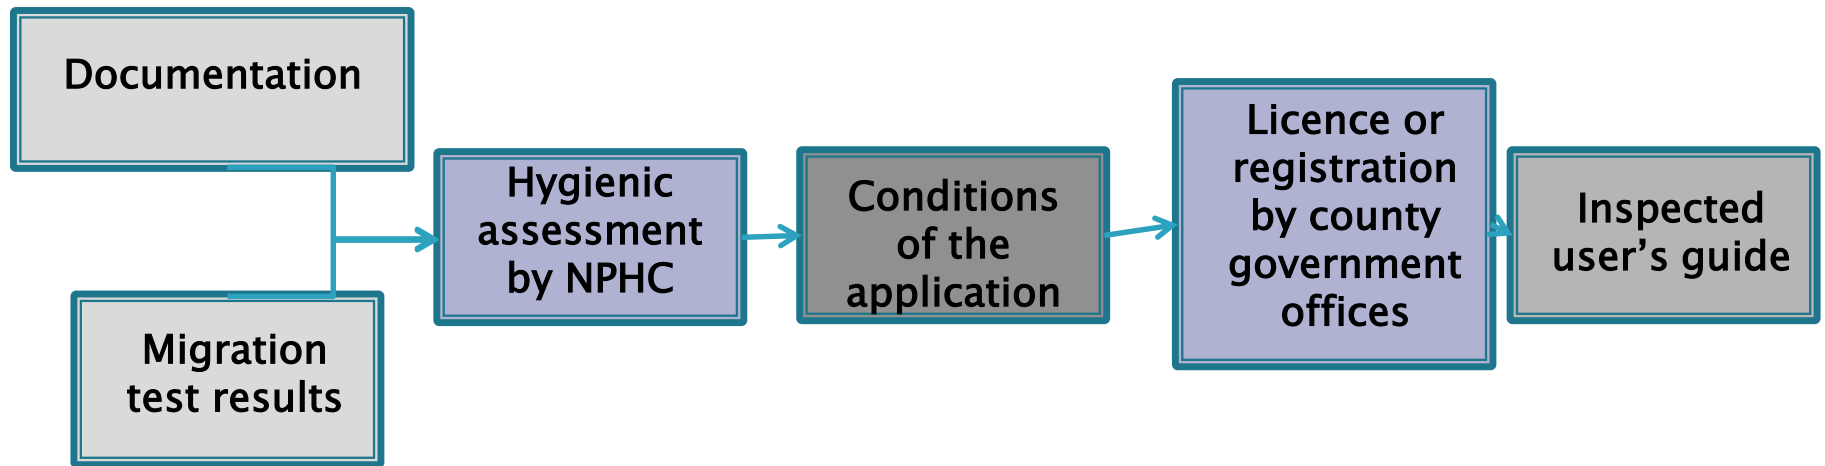 Documentation
Migration
test results
Hygienic
assessment
by NPHC
Conditions
of the
application
Licence or
registration
by county
government
offices
Inspected
user’s guide